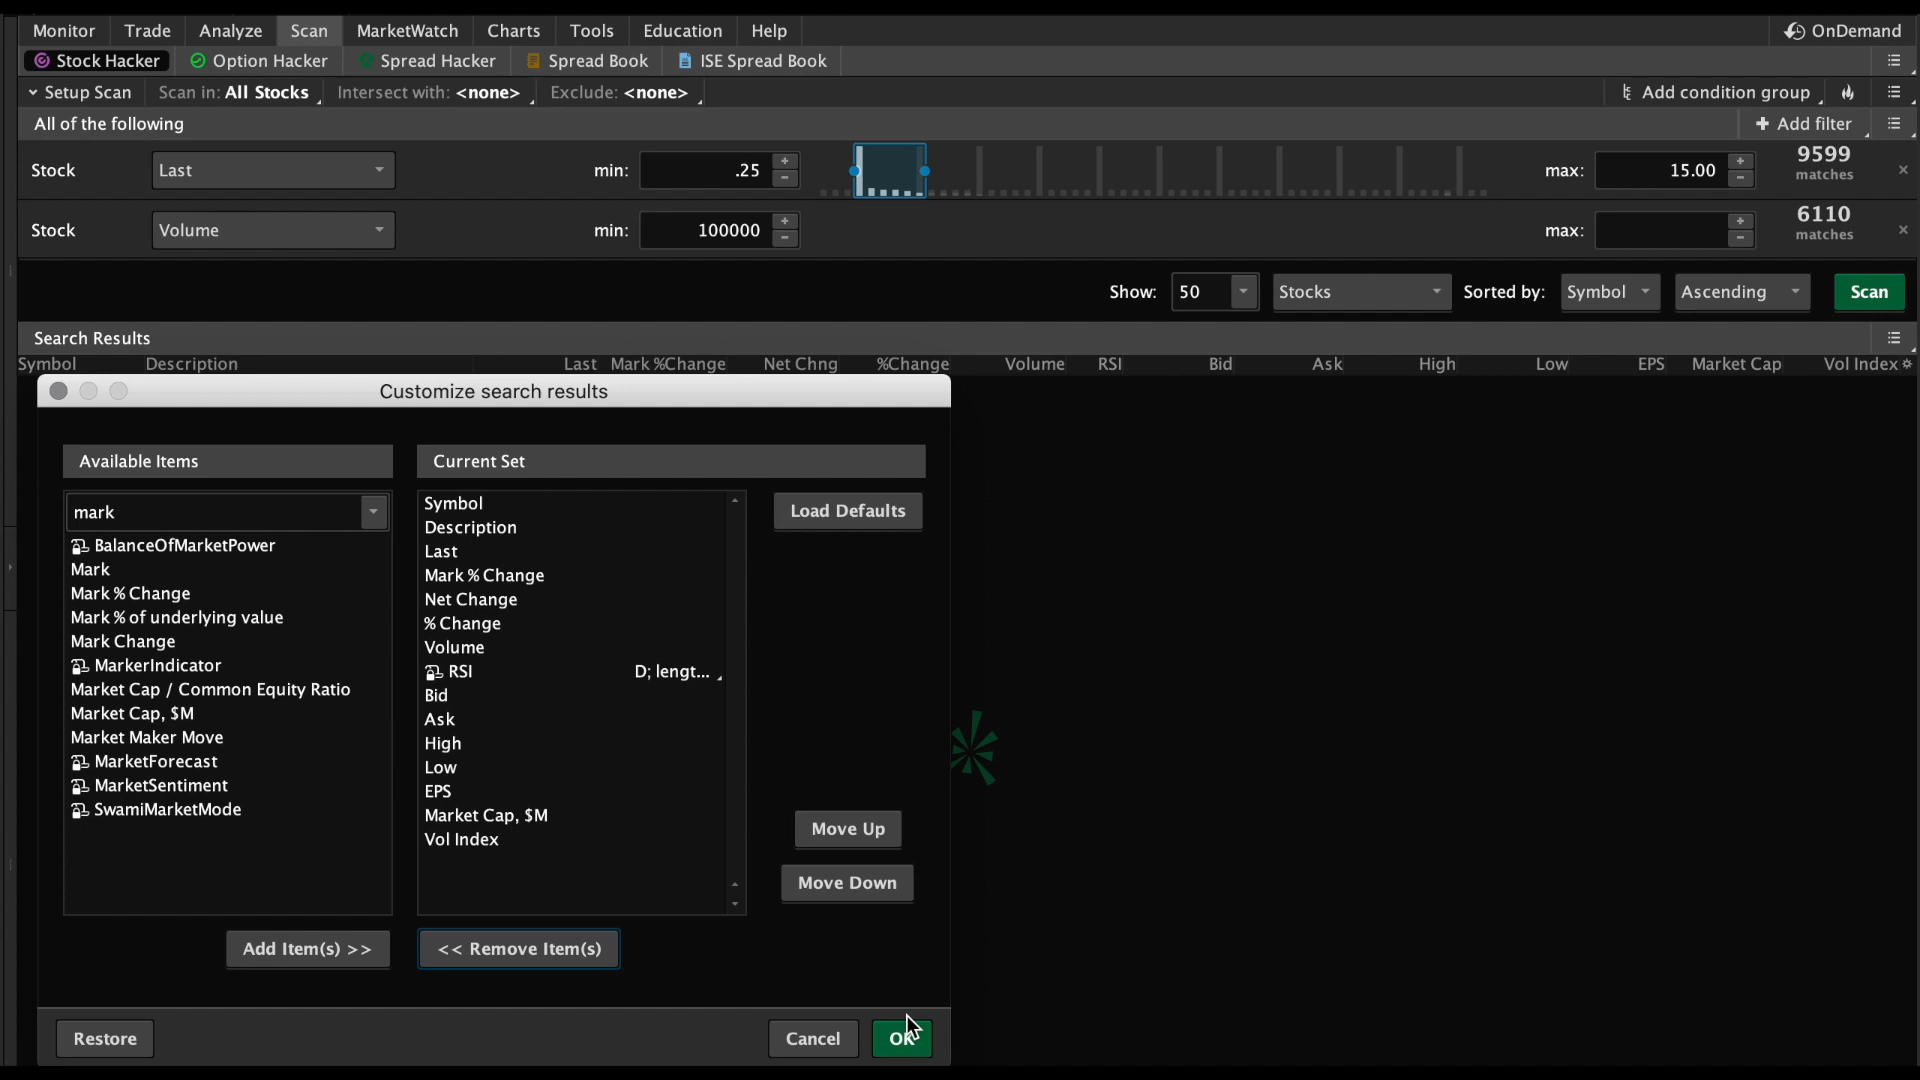 Monitor Trade Analyze Scan MarketWatch Charts Tools Education Help OnDemand
Stock Hacker Option Hacker Spread Hacker Spread Book ISE Spread Book
Setup Scan Scan in: All Stocks Intersect with: <none> Exclude: <none> Add condition group
All of the following + Add filter
Stock Last min: .25 max: 15.00 9599 matches
Stock Volume min: 100000 max: 6110 matches
Show: 50 Stocks Sorted by: Symbol Ascending Scan
Search Results
Symbol Description Last Mark %Change Net Chng %Change Volume RSI Bid Ask High Low EPS Market Cap Vol Index
Customize search results
Available Items
mark
BalanceOfMarketPower
Mark
Mark % Change
Mark % of underlying value
Mark Change
MarkerIndicator
Market Cap / Common Equity Ratio
Market Cap, $M
Market Maker Move
MarketForecast
MarketSentiment
SwamiMarketMode
Add Item(s) >>
Current Set
Symbol
Description
Last
Mark % Change
Net Change
% Change
Volume
RSI D; lengt...
Bid
Ask
High
Low
EPS
Market Cap, $M
Vol Index
<< Remove Item(s)
Load Defaults
Move Up
Move Down
Restore Cancel OK